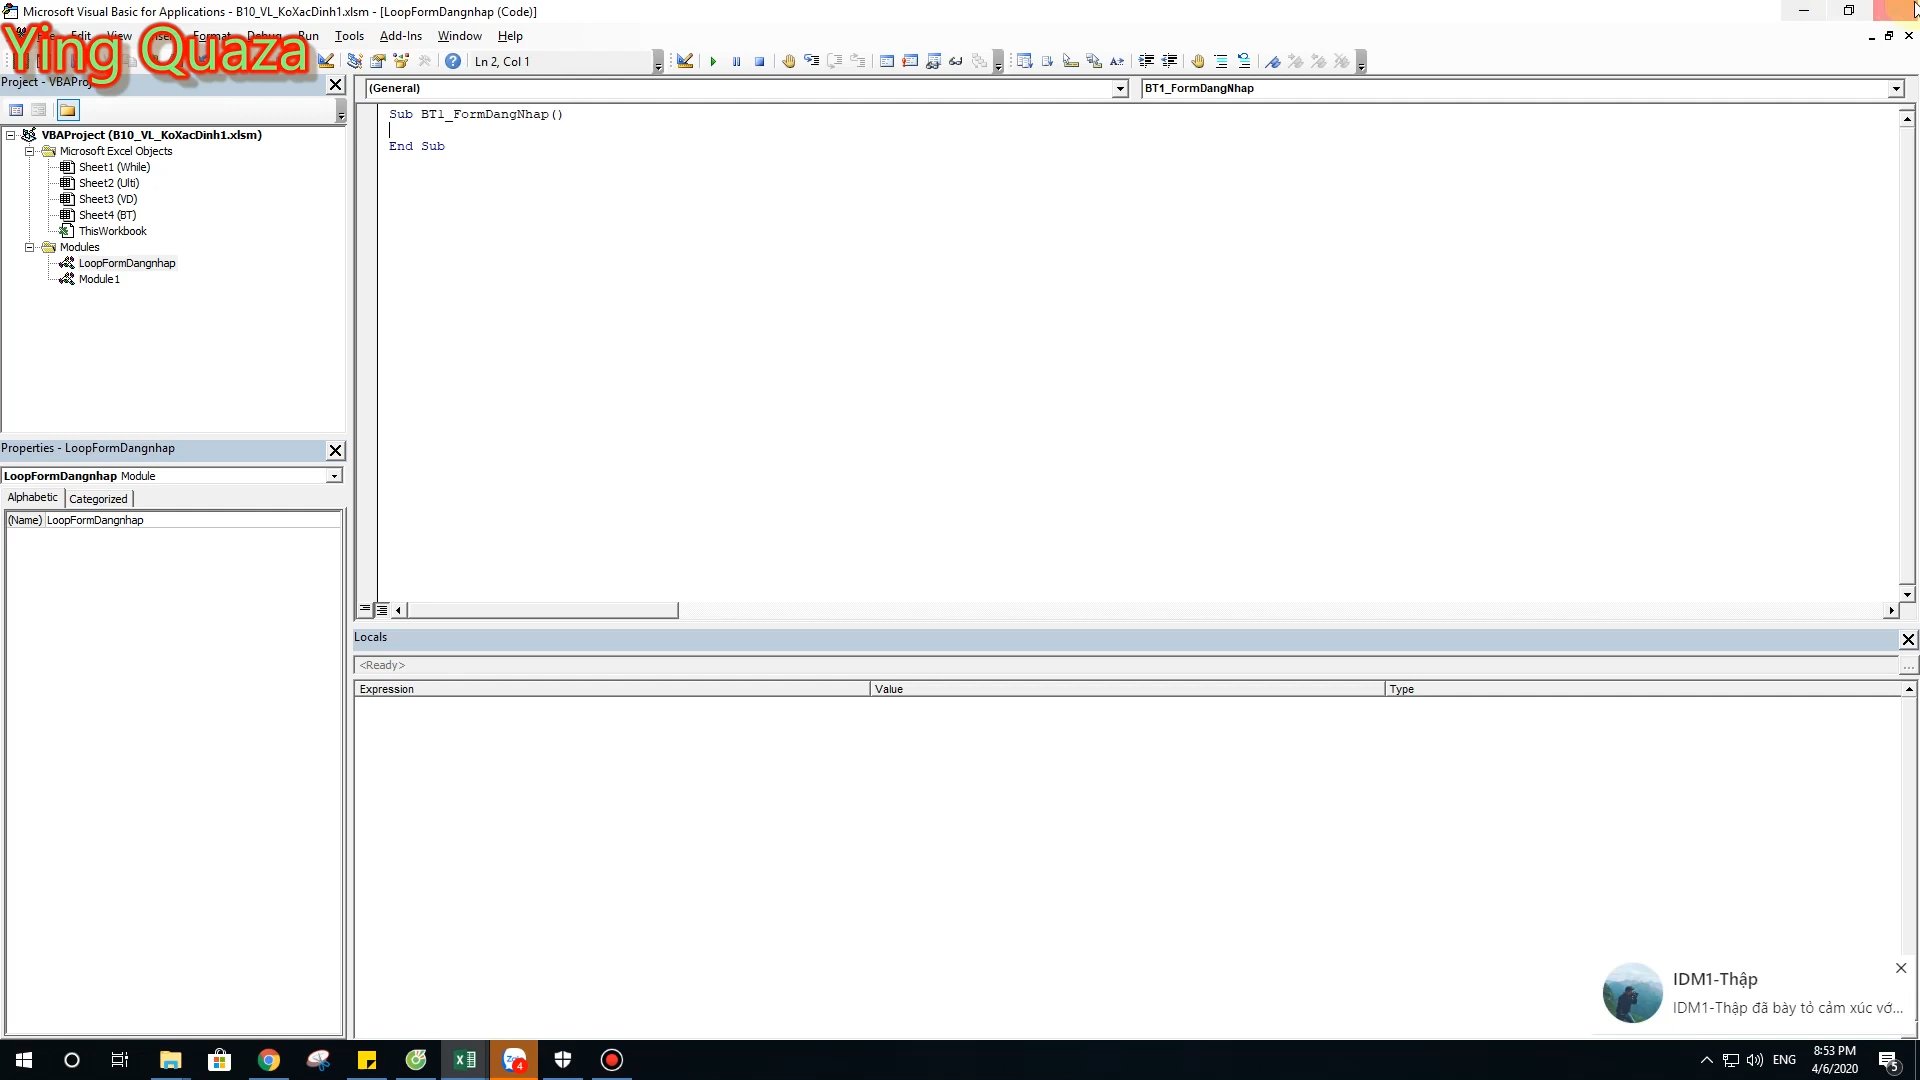 Microsoft Visual Basic for Applications - B10_VL_KoXacDinh1.xlsm - [LoopFormDangnhap (Code)]
Edit View Format Debug Run Tools Add-Ins Window Help
Ying Quaza
Ln 2, Col 1
Project - VBAProj
(General)
BT1_FormDangNhap
Sub BT1_FormDangNhap()
End Sub
VBAProject (B10_VL_KoXacDinh1.xlsm)
Microsoft Excel Objects
Sheet1 (While)
Sheet2 (Ulti)
Sheet3 (VD)
Sheet4 (BT)
ThisWorkbook
Modules
LoopFormDangnhap
Module1
Properties - LoopFormDangnhap
LoopFormDangnhap Module
Alphabetic Categorized
(Name) LoopFormDangnhap
Locals
<Ready>
Expression Value Type
IDM1-Thập
IDM1-Thập đã bày tỏ cảm xúc vớ...
4
ENG
8:53 PM
4/6/2020
5